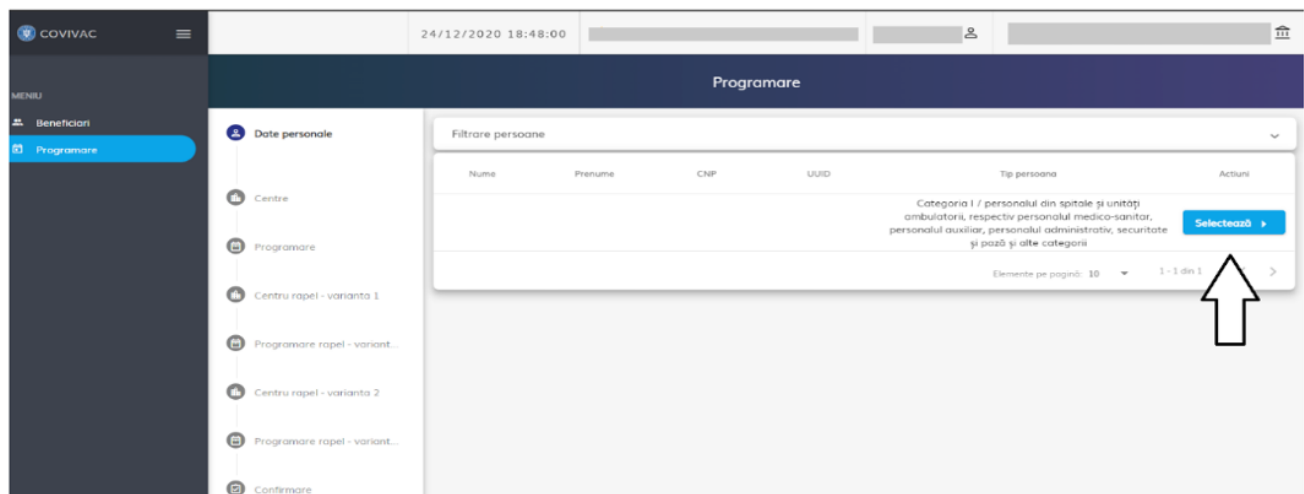 COVIVAC
24/12/2020 18:48:00
Programare
MENIU
Beneficiari
Programare
Date personale
Centre
Programare
Centru rapel - varianta 1
Programare rapel - variant...
Centru rapel - varianta 2
Programare rapel - variant...
Confirmare
Filtrare persoane
Nume Prenume CNP UUID Tip persoana Actiuni
Categoria I / personalul din spitale și unități
ambulatorii, respectiv personalul medico-sanitar,
personalul auxiliar, personalul administrativ, securitate
și pază și alte categorii
Selectează
Elemente pe pagină: 10 1 - 1 din 1